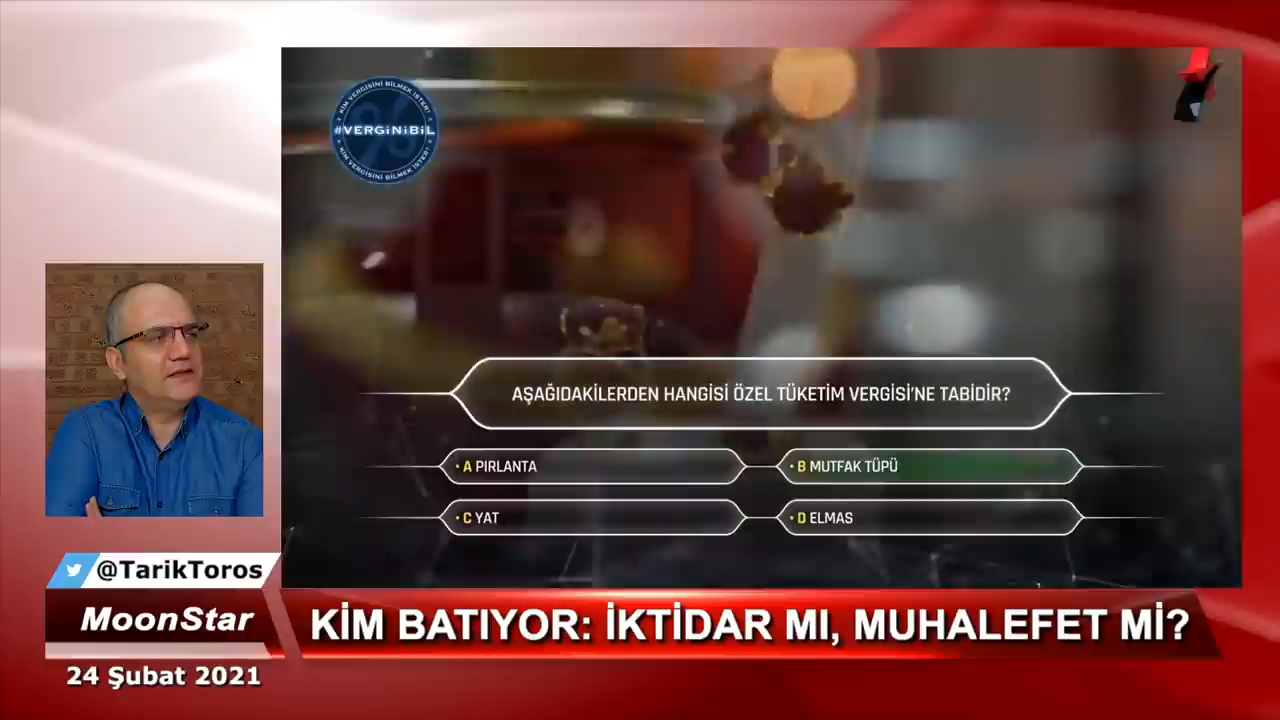 KİM VERGİSİNİ BİLMEK İSTER?
#VERGİNİBİL
KİM VERGİSİNİ BİLMEK İSTER?
AŞAĞIDAKİLERDEN HANGİSİ ÖZEL TÜKETİM VERGİSİ'NE TABİDİR?
• A PIRLANTA
• B MUTFAK TÜPÜ
• C YAT
• D ELMAS
@TarikToros
MoonStar
KİM BATIYOR: İKTİDAR MI, MUHALEFET Mİ?
24 Şubat 2021